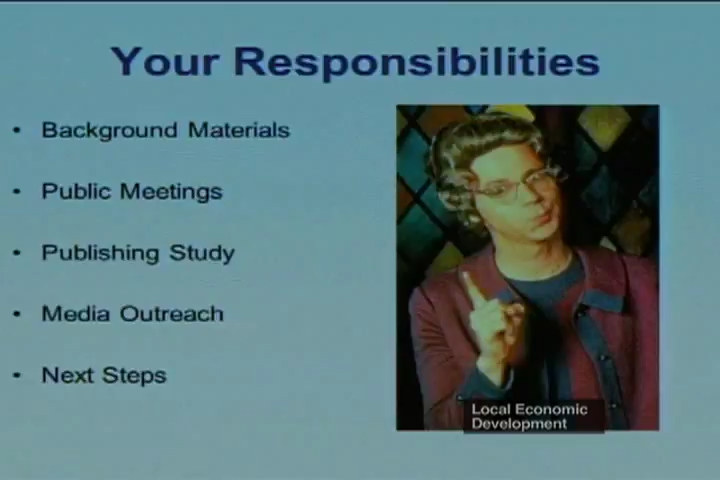 Your Responsibilities
• Background Materials
• Public Meetings
• Publishing Study
• Media Outreach
• Next Steps
Local Economic
Development